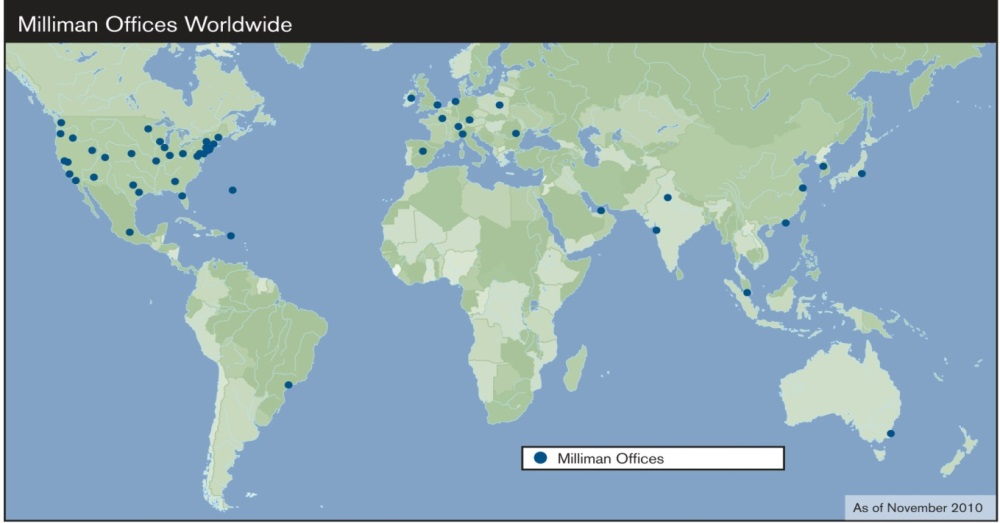 Milliman Offices Worldwide
Milliman Offices
As of November 2010